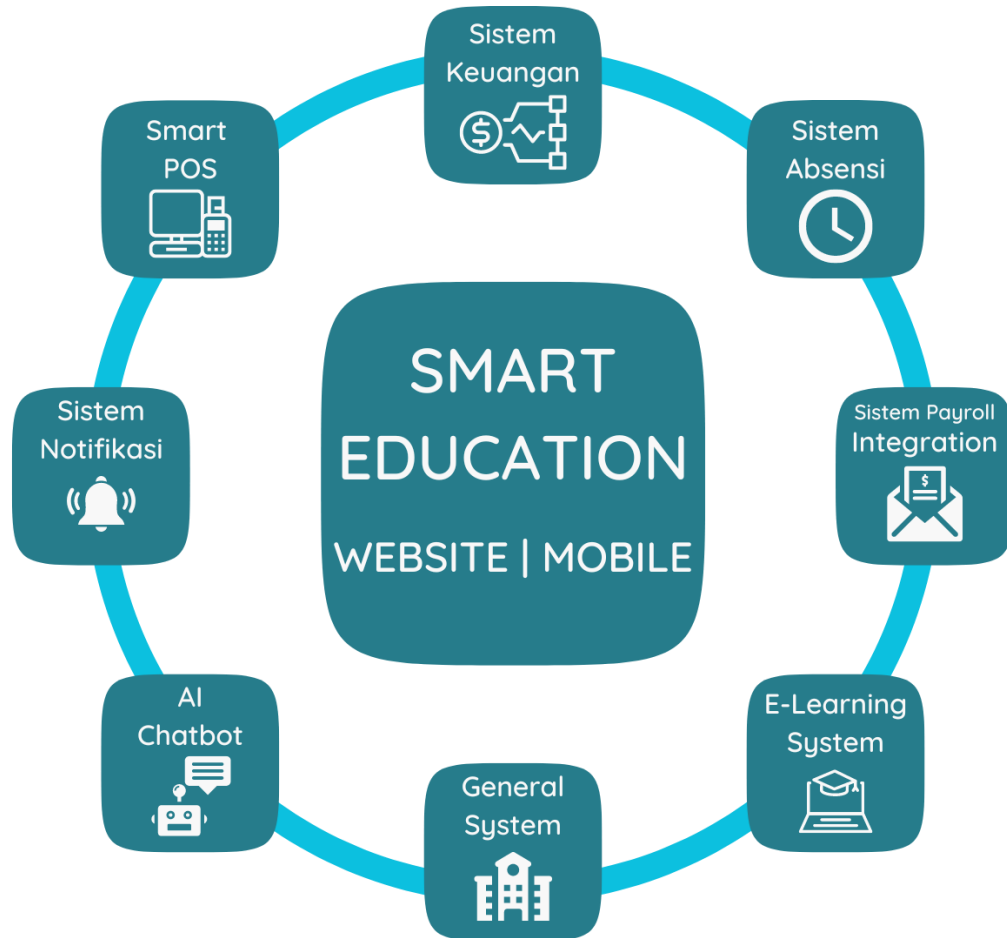 Sistem
Keuangan
$
Smart
POS
Sistem
Absensi
SMART
EDUCATION
WEBSITE | MOBILE
Sistem
Notifikasi
Sistem Payroll
Integration
$
AI
Chatbot
E-Learning
System
General
System